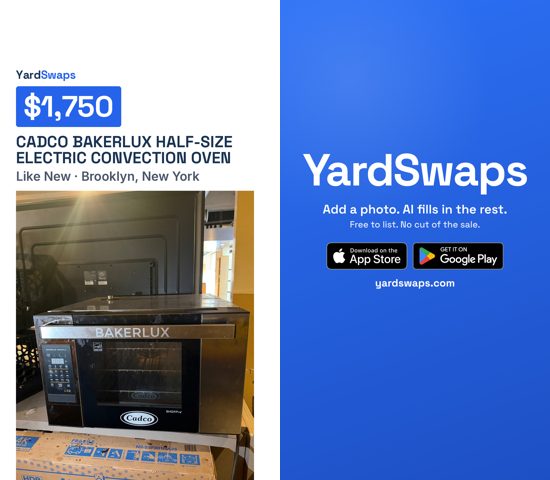 YardSwaps
$1,750
CADCO BAKERLUX HALF-SIZE
ELECTRIC CONVECTION OVEN
Like New · Brooklyn, New York
BAKERLUX
Cadco
YardSwaps
Add a photo. AI fills in the rest.
Free to list. No cut of the sale.
Download on the
App Store
GET IT ON
Google Play
yardswaps.com